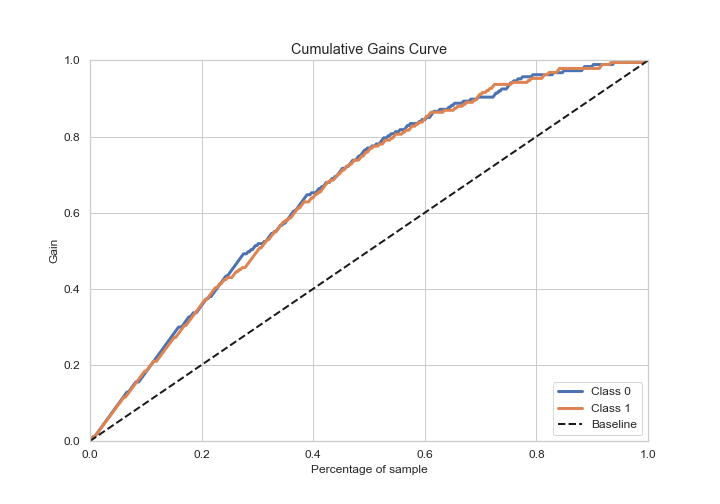 Cumulative Gains Curve
1.0
0.8
0.6
0.4
0.2
0.0
Gain
0.0 0.2 0.4 0.6 0.8 1.0
Percentage of sample
Class 0
Class 1
Baseline